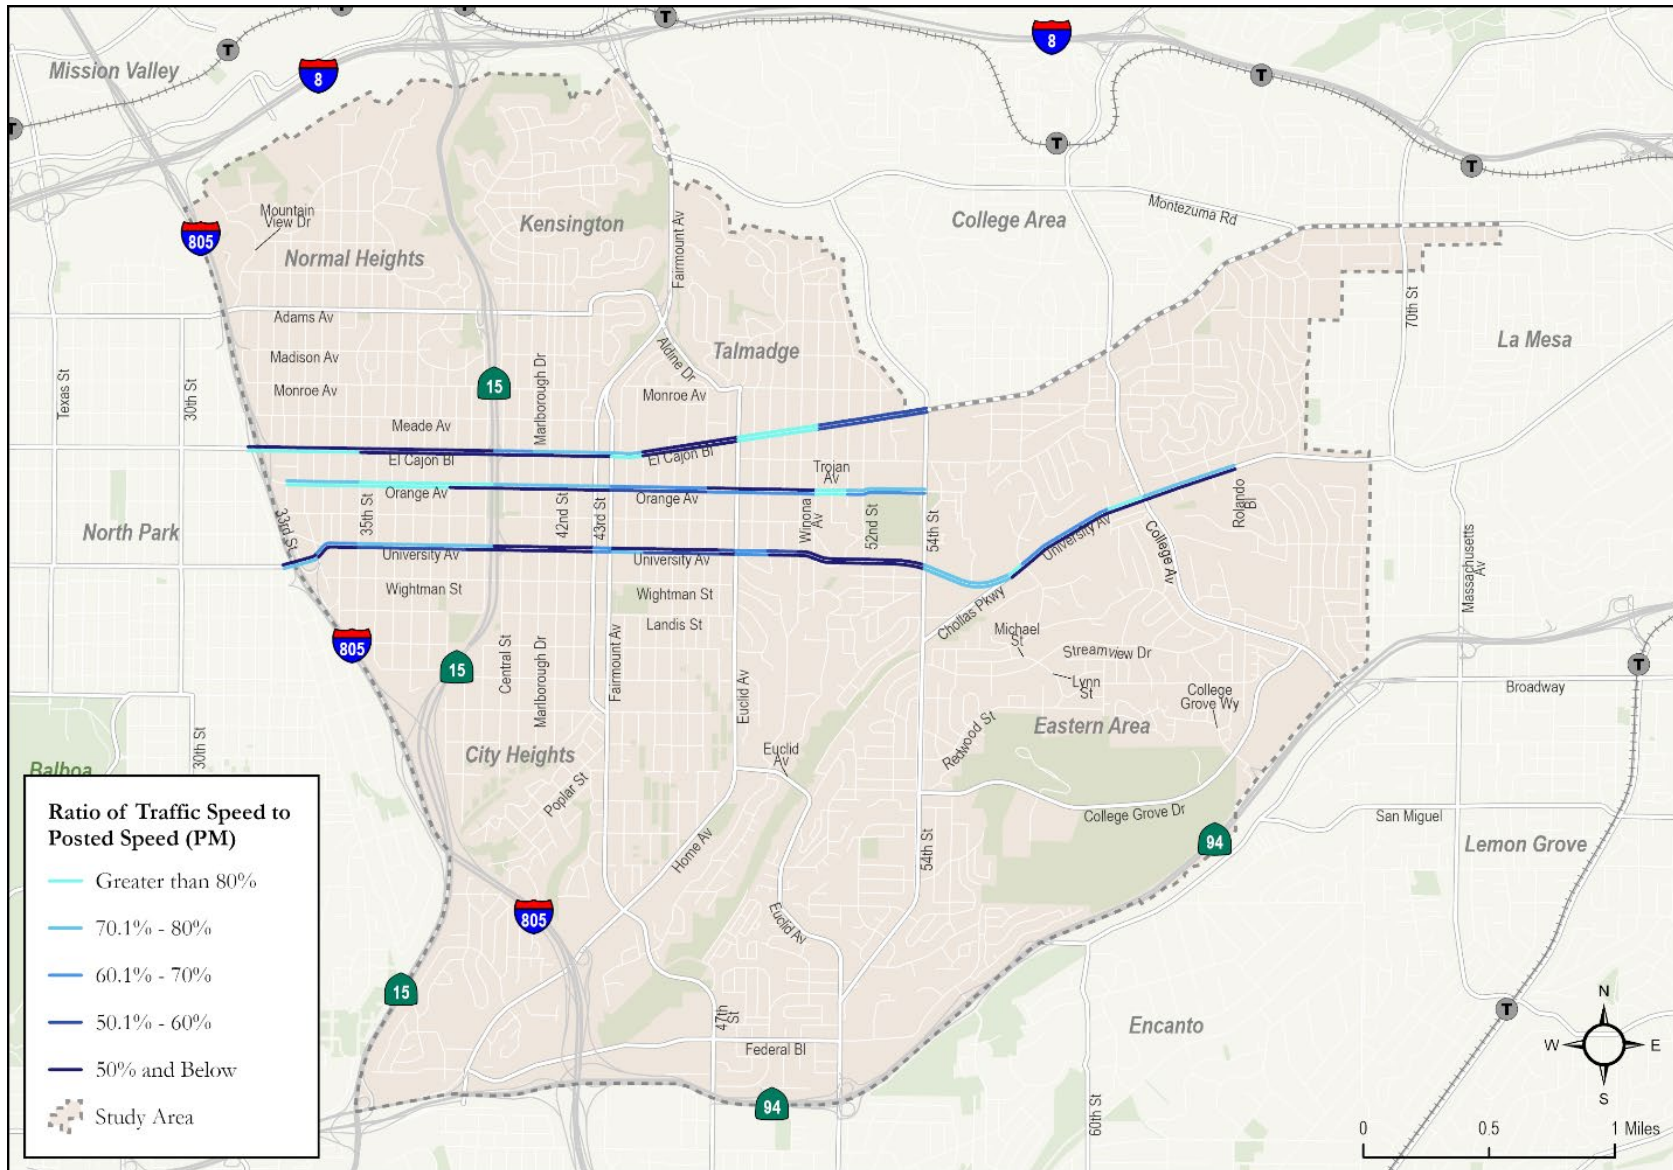 Mission Valley
8
8
T
T
T
T
T
T
T
T
805
Mountain
View Dr
Normal Heights
Kensington
Fairmount Av
College Area
Montezuma Rd
Adams Av
Madison Av
Monroe Av
Texas St
30th St
15
Marlborough Dr
Aldine Dr
Talmadge
Monroe Av
70th St
La Mesa
Meade Av
El Cajon Bl
El Cajon Bl
Trojan
Av
Orange Av
Orange Av
North Park
33rd St
35th St
42nd St
43rd St
Winona
Av
52nd St
54th St
University Av
University Av
University Av
College Av
Rolando
Bl
Massachusetts
Av
Wightman St
Wightman St
Landis St
Chollas Pkwy
Michael
St
Streamview Dr
Lynn
St
College
Grove Wy
805
15
Central St
Marlborough Dr
Fairmount Av
Euclid Av
Broadway
T
30th St
City Heights
Euclid
Av
Redwood St
Eastern Area
Balboa
Poplar St
Home Av
54th St
College Grove Dr
San Miguel
94
Lemon Grove
805
Euclid Av
15
47th
St
Federal Bl
Encanto
T
94
60th St
Ratio of Traffic Speed to
Posted Speed (PM)
Greater than 80%
70.1% - 80%
60.1% - 70%
50.1% - 60%
50% and Below
Study Area
N
W E
S
0 0.5 1 Miles